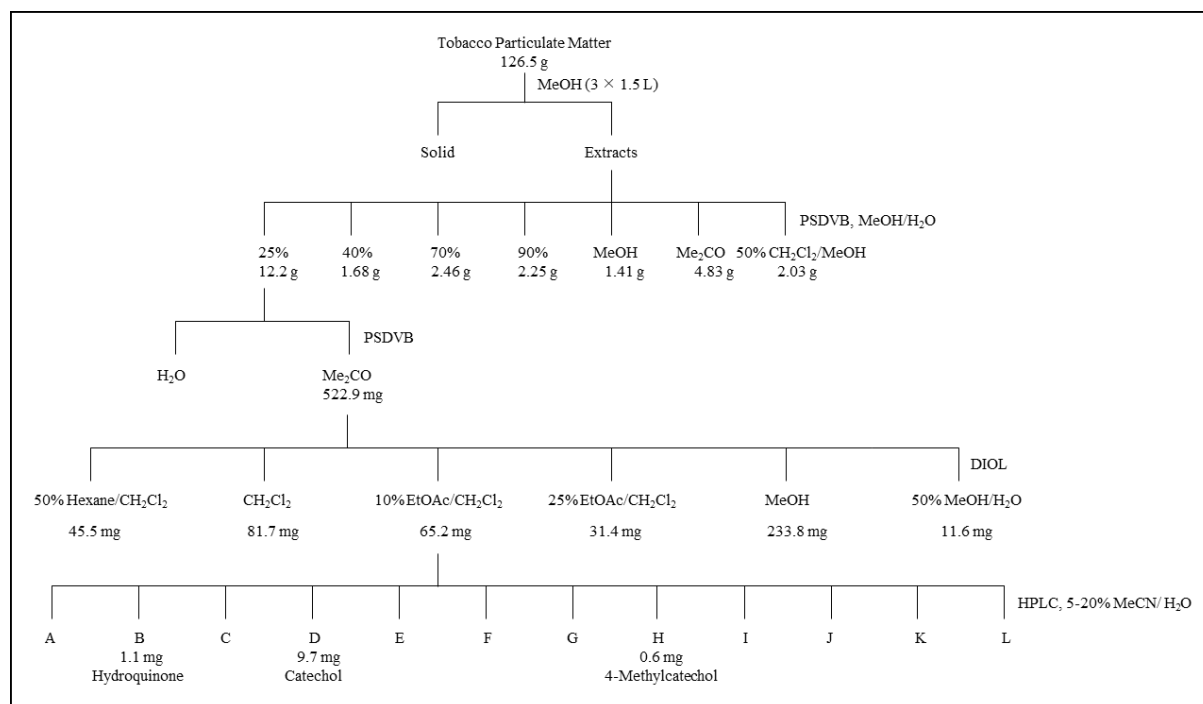 Tobacco Particulate Matter
126.5 g
MeOH (3 × 1.5 L)
Solid Extracts
PSDVB, MeOH/H₂O
25% 40% 70% 90% MeOH Me₂CO 50% CH₂Cl₂/MeOH
12.2 g 1.68 g 2.46 g 2.25 g 1.41 g 4.83 g 2.03 g
PSDVB
H₂O Me₂CO
522.9 mg
DIOL
50% Hexane/CH₂Cl₂ CH₂Cl₂ 10% EtOAc/CH₂Cl₂ 25% EtOAc/CH₂Cl₂ MeOH 50% MeOH/H₂O
45.5 mg 81.7 mg 65.2 mg 31.4 mg 233.8 mg 11.6 mg
HPLC, 5-20% MeCN/ H₂O
A B C D E F G H I J K L
1.1 mg 9.7 mg 0.6 mg
Hydroquinone Catechol 4-Methylcatechol